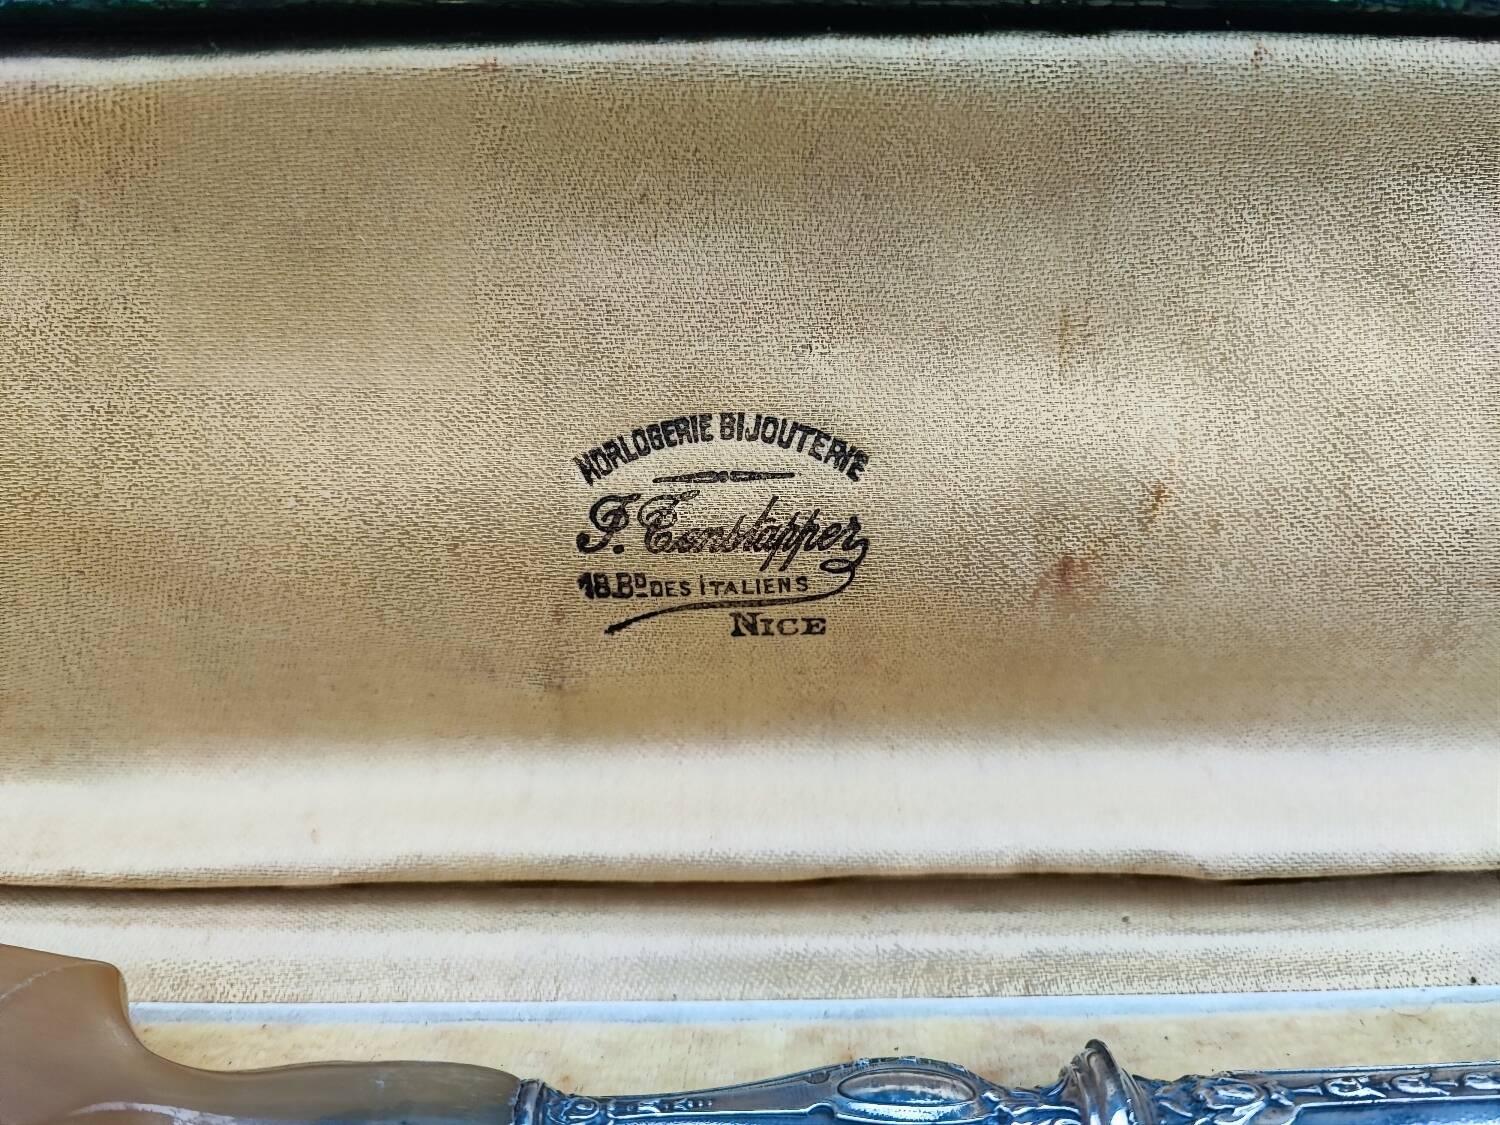 HORLOGERIE BIJOUTERIE
18.Bᴰ DES ITALIENS
NICE